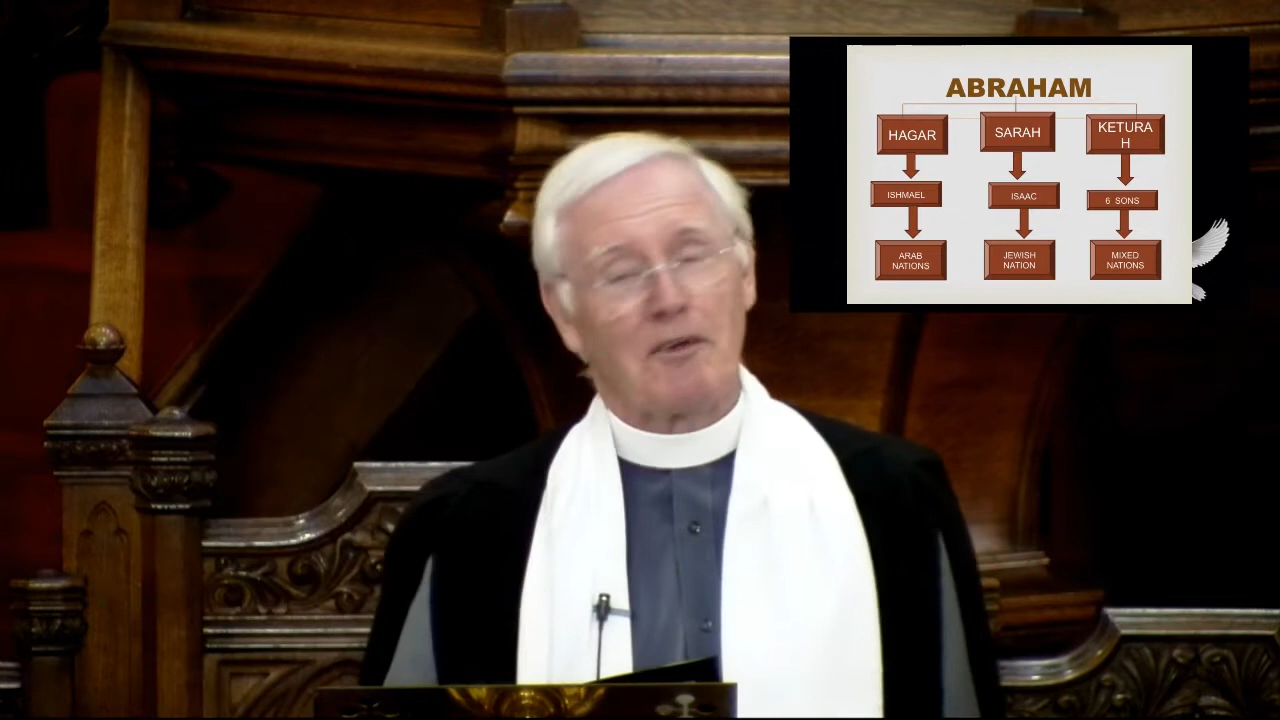 ABRAHAM
HAGAR
SARAH
KETURA
H
ISHMAEL
ISAAC
6 SONS
ARAB
NATIONS
JEWISH
NATION
MIXED
NATIONS